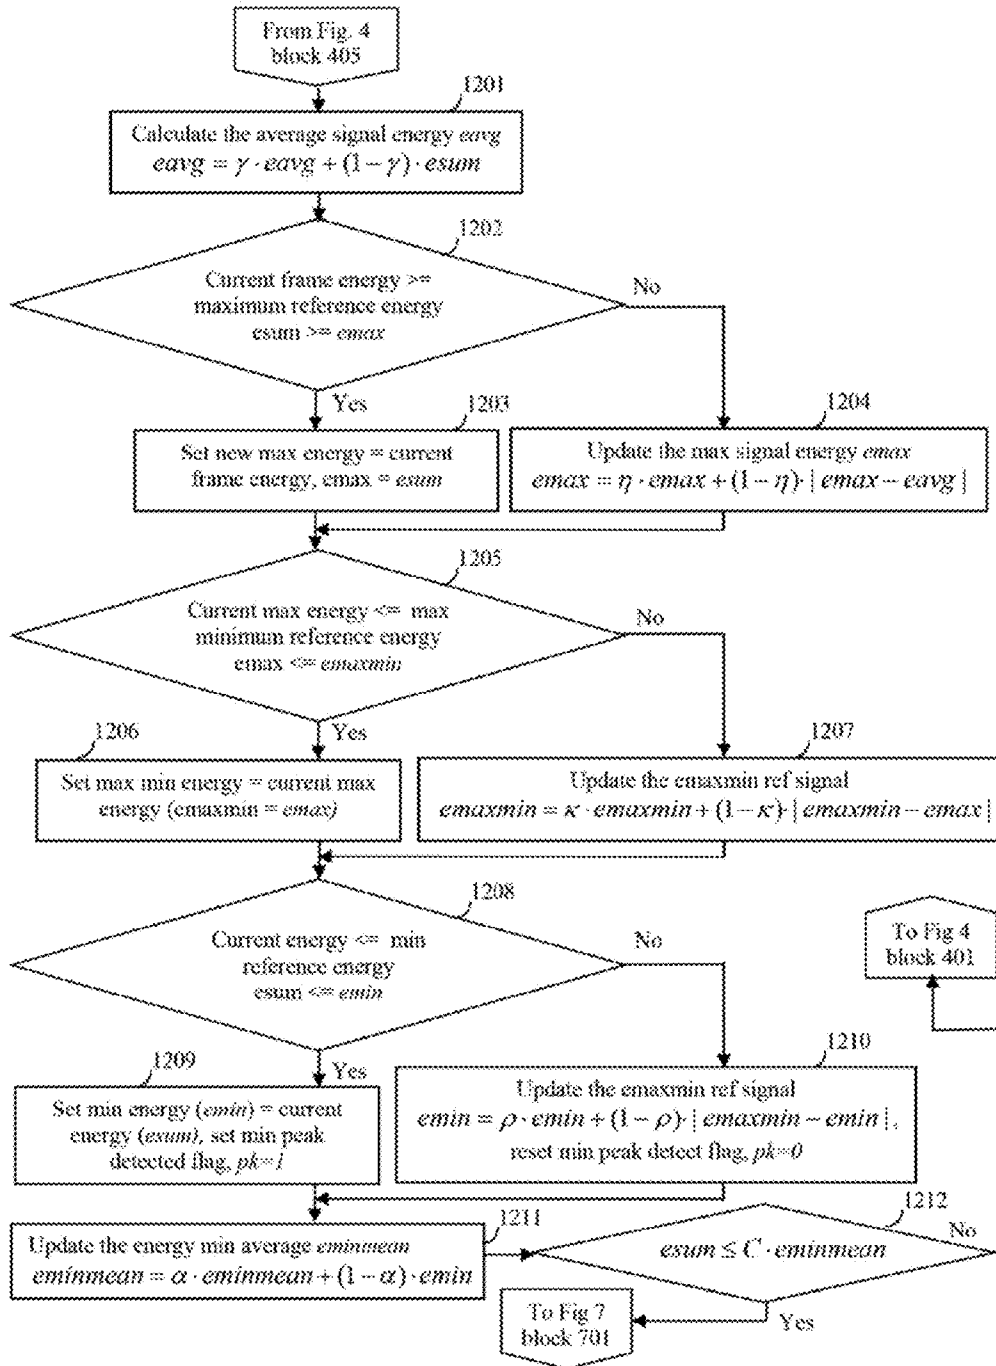 From Fig. 4
block 405
1201
Calculate the average signal energy eavg
eavg = γ · eavg + (1 − γ) · esum
1202
Current frame energy >=
maximum reference energy
esum >= emax
No
Yes
1203
Set new max energy = current
frame energy, emax = esum
1204
Update the max signal energy emax
emax = η · emax + (1 − η)· | emax − eavg |
1205
Current max energy <= max
minimum reference energy
emax <= emaxmin
No
Yes
1206
Set max min energy = current max
energy (emaxmin = emax)
1207
Update the emaxmin ref signal
emaxmin = κ · emaxmin + (1 − κ)· | emaxmin − emax |
1208
Current energy <= min
reference energy
esum <= emin
No
To Fig 4
block 401
Yes
1209
Set min energy (emin) = current
energy (esum), set min peak
detected flag, pk=1
1210
Update the emaxmin ref signal
emin = ρ · emin + (1 − ρ)· | emaxmin − emin |,
reset min peak detect flag, pk=0
1211
Update the energy min average eminmean
eminmean = α · eminmean + (1 − α) · emin
1212
esum ≤ C · eminmean
No
Yes
To Fig 7
block 701